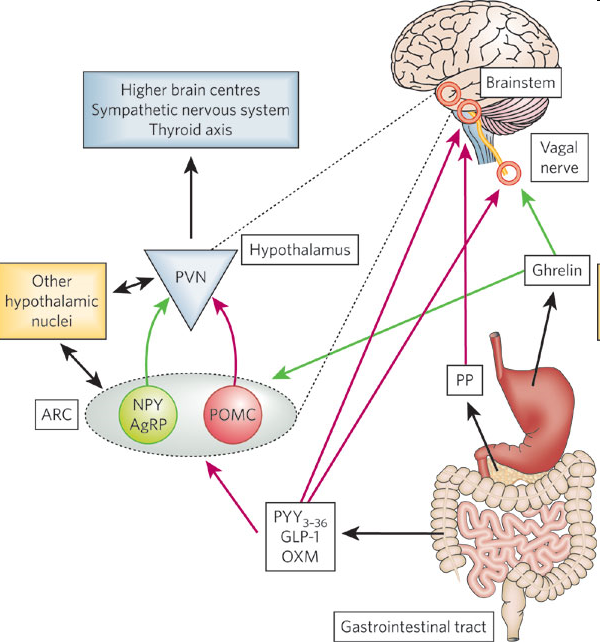 Higher brain centres
Sympathetic nervous system
Thyroid axis
Brainstem
Vagal
nerve
Hypothalamus
PVN
Other
hypothalamic
nuclei
Ghrelin
PP
ARC
NPY
AgRP
POMC
PYY3–36
GLP-1
OXM
Gastrointestinal tract